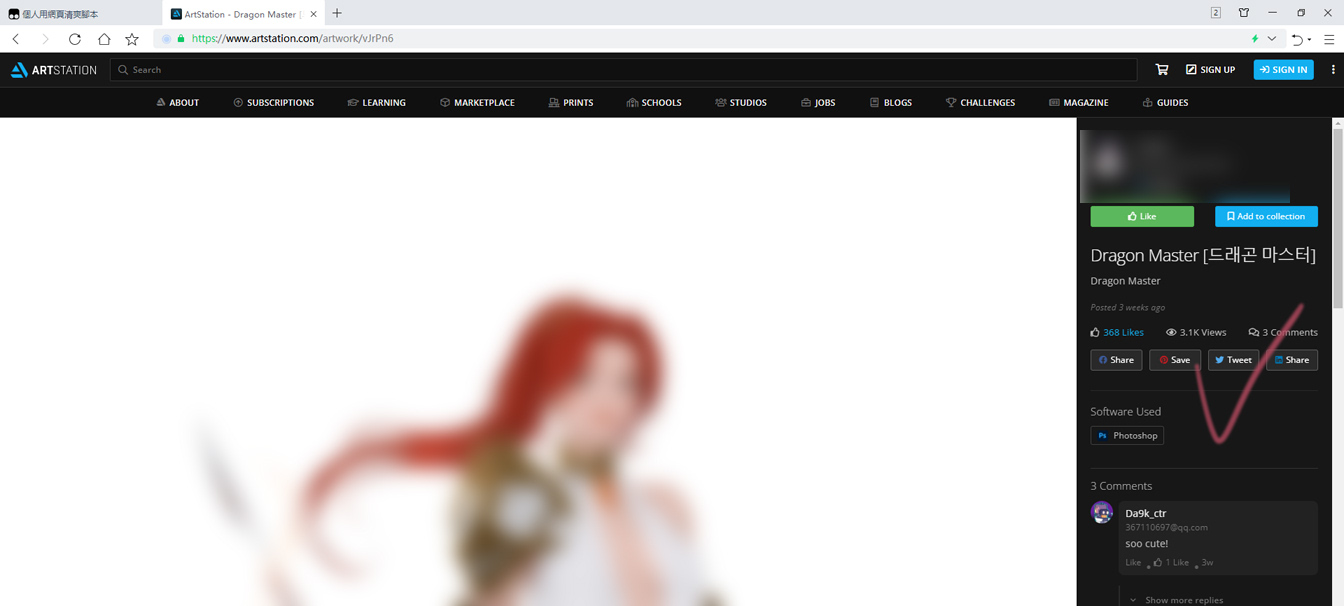 個人用網頁清爽腳本
ArtStation - Dragon Master [
2
https://www.artstation.com/artwork/vJrPn6
ARTSTATION
Search
SIGN UP
SIGN IN
ABOUT
SUBSCRIPTIONS
LEARNING
MARKETPLACE
PRINTS
SCHOOLS
STUDIOS
JOBS
BLOGS
CHALLENGES
MAGAZINE
GUIDES
Like
Add to collection
Dragon Master [드래곤 마스터]
Dragon Master
Posted 3 weeks ago
368 Likes
3.1K Views
3 Comments
Share
Save
Tweet
Share
Software Used
Ps Photoshop
3 Comments
Da9k_ctr
367110697@qq.com
soo cute!
Like
1 Like
3w
Show more replies